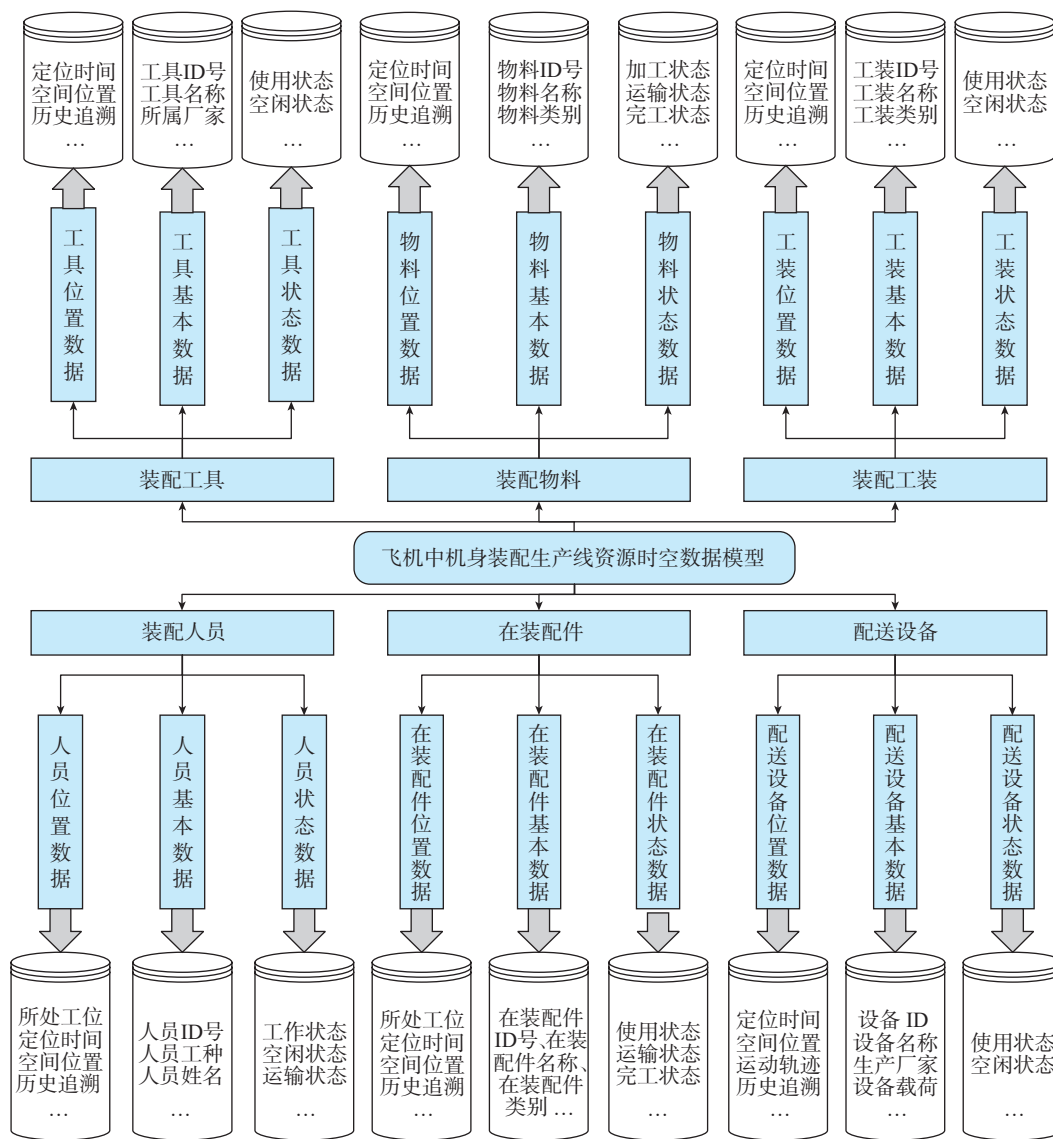 定位时间
空间位置
历史追溯
…
工具ID号
工具名称
所属厂家
…
使用状态
空闲状态
…
定位时间
空间位置
历史追溯
…
物料ID号
物料名称
物料类别
…
加工状态
运输状态
完工状态
…
定位时间
空间位置
历史追溯
…
工装ID号
工装名称
工装类别
…
使用状态
空闲状态
…
工具位置数据
工具基本数据
工具状态数据
物料位置数据
物料基本数据
物料状态数据
工装位置数据
工装基本数据
工装状态数据
装配工具
装配物料
装配工装
飞机中机身装配生产线资源时空数据模型
装配人员
在装配件
配送设备
人员位置数据
人员基本数据
人员状态数据
在装配件位置数据
在装配件基本数据
在装配件状态数据
配送设备位置数据
配送设备基本数据
配送设备状态数据
所处工位
定位时间
空间位置
历史追溯
…
人员ID号
人员工种
人员姓名
…
工作状态
空闲状态
运输状态
…
所处工位
定位时间
空间位置
历史追溯
…
在装配件
ID号、在装
配件名称、
在装配件
类别 …
使用状态
运输状态
完工状态
…
定位时间
空间位置
运动轨迹
历史追溯
…
设备 ID
设备名称
生产厂家
设备载荷
…
使用状态
空闲状态
…